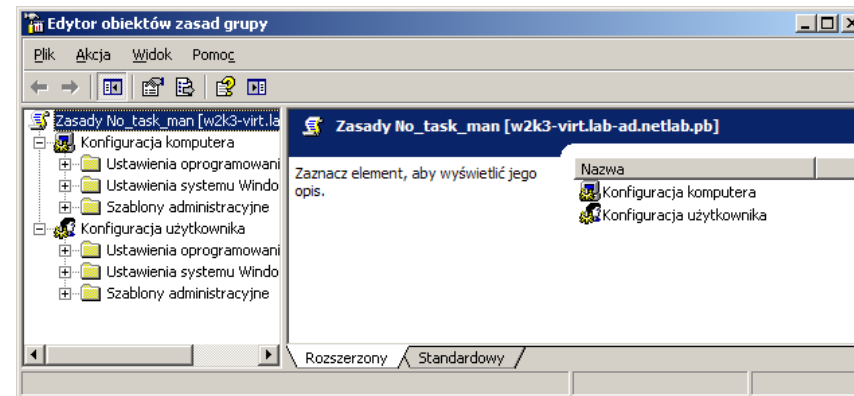 Edytor obiektów zasad grupy
Plik Akcja Widok Pomoc
Zasady No_task_man [w2k3-virt.la
Konfiguracja komputera
Ustawienia oprogramowani
Ustawienia systemu Windo
Szablony administracyjne
Konfiguracja użytkownika
Ustawienia oprogramowani
Ustawienia systemu Windo
Szablony administracyjne
Zasady No_task_man [w2k3-virt.lab-ad.netlab.pb]
Zaznacz element, aby wyświetlić jego
opis.
Nazwa
Konfiguracja komputera
Konfiguracja użytkownika
Rozszerzony Standardowy